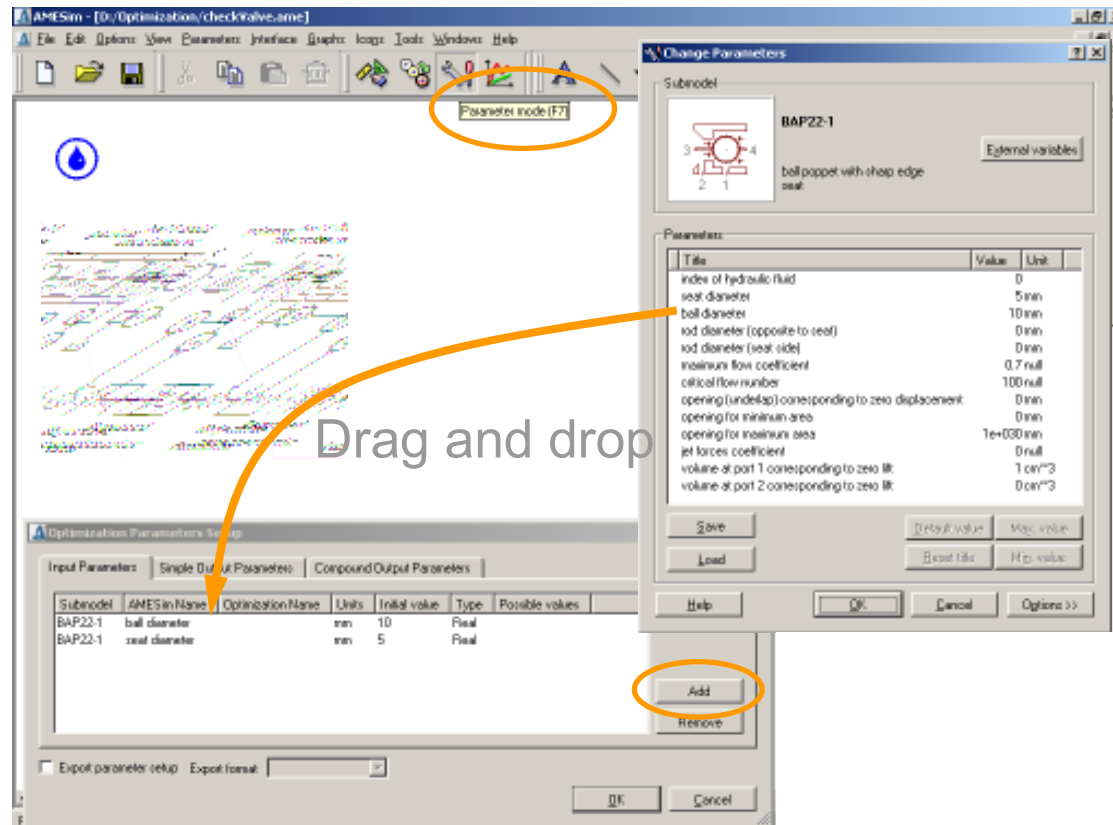 AMESim - [D:/Optimization/checkValve.ame]
File Edit Options View Parameters Interface Graphs Icons Tools Windows Help
Parameter mode (F7)
Change Parameters
Submodel
BAP22-1
3 4
2 1
External variables
ball poppet with sharp edge
seat
Parameters
Title Value Unit
index of hydraulic fluid 0
seat diameter 5 mm
ball diameter 10 mm
rod diameter (opposite to seat) 0 mm
rod diameter (seat side) 0 mm
maximum flow coefficient 0.7 null
critical flow number 100 null
opening (underlap) corresponding to zero displacement 0 mm
opening for minimum area 0 mm
opening for maximum area 1e+030 mm
jet forces coefficient 0 null
volume at port 1 corresponding to zero lift 1 cm**3
volume at port 2 corresponding to zero lift 0 cm**3
Save Default value Max. value
Load Reset title Min. value
Help OK Cancel Options >>
Drag and drop
Optimization Parameters Setup
Input Parameters Simple Output Parameters Compound Output Parameters
Submodel AMESim Name Optimization Name Units Initial value Type Possible values
BAP22-1 ball diameter mm 10 Real
BAP22-1 seat diameter mm 5 Real
Add
Remove
Export parameter setup Export format
OK Cancel